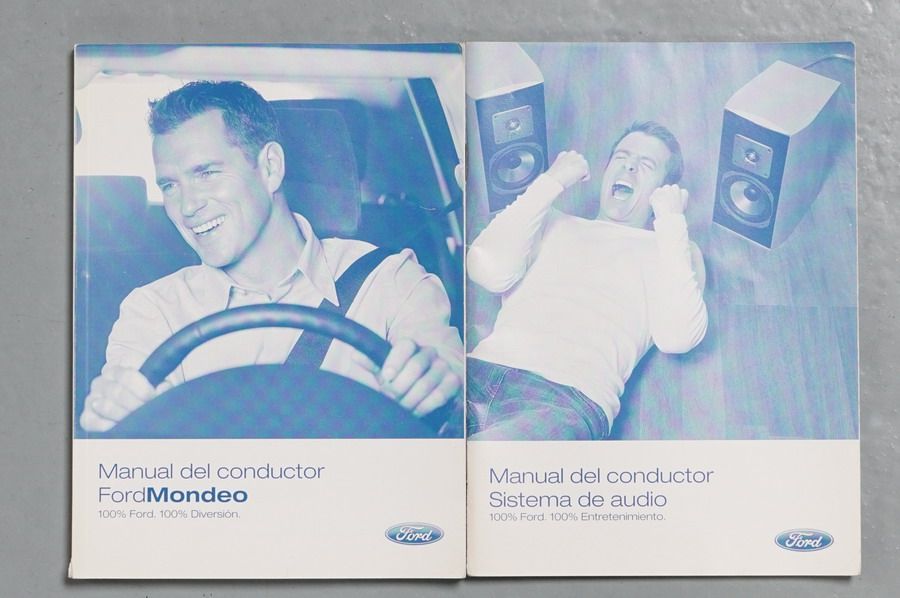 Manual del conductor
FordMondeo
100% Ford. 100% Diversión.
Ford
Manual del conductor
Sistema de audio
100% Ford. 100% Entretenimiento.
Ford